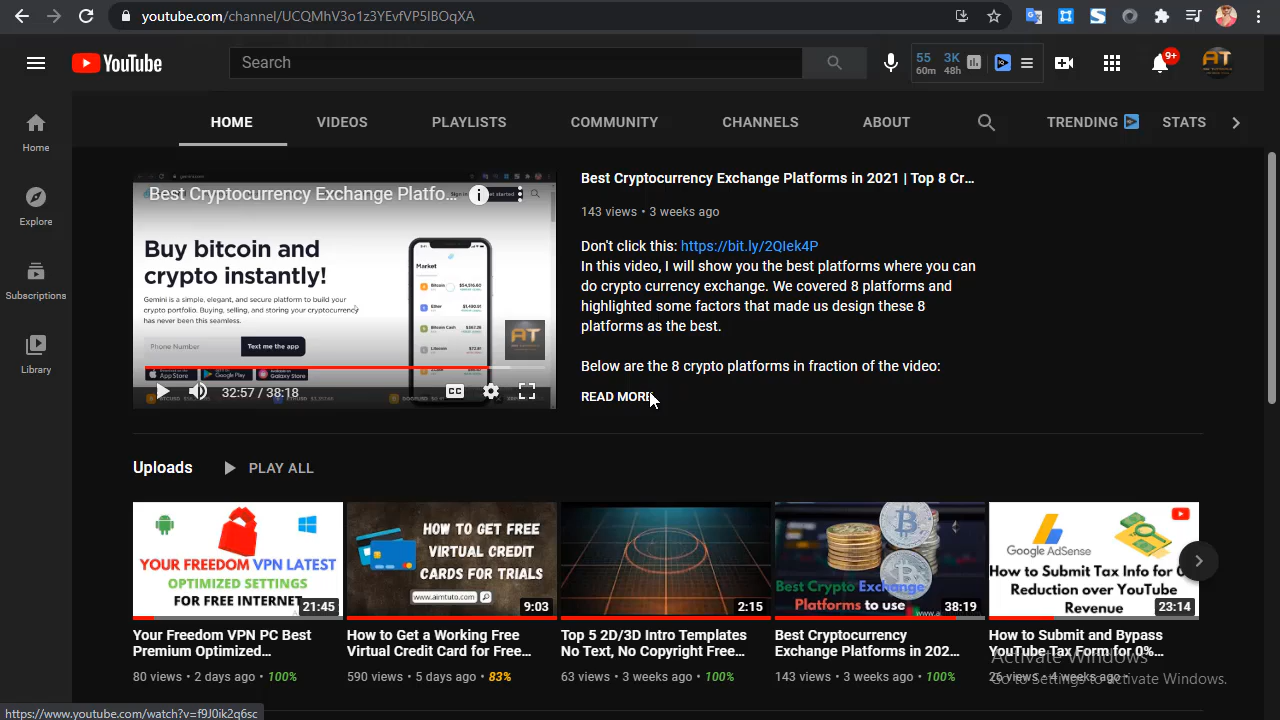 youtube.com/channel/UCQMhV3o1z3YEvfVP5IBOqXA
YouTube
Search
55
60m
3K
48h
9+
AT
Home
Explore
Subscriptions
Library
HOME
VIDEOS
PLAYLISTS
COMMUNITY
CHANNELS
ABOUT
TRENDING
STATS
Best Cryptocurrency Exchange Platfo...
Buy bitcoin and
crypto instantly!
Gemini is a simple, elegant, and secure platform to build your
crypto portfolio. Buying, selling, and storing your cryptocurrency
has never been this seamless.
Phone Number
Text me the app
App Store
Google Play
Galaxy Store
Market
Bitcoin
Ether
Bitcoin Cash
Litecoin
AT
32:57 / 38:18
CC
Best Cryptocurrency Exchange Platforms in 2021 | Top 8 Cr...
143 views • 3 weeks ago
Don't click this: https://bit.ly/2QIek4P
In this video, I will show you the best platforms where you can
do crypto currency exchange. We covered 8 platforms and
highlighted some factors that made us design these 8
platforms as the best.
Below are the 8 crypto platforms in fraction of the video:
READ MORE
Uploads
PLAY ALL
YOUR FREEDOM VPN LATEST
OPTIMIZED SETTINGS
FOR FREE INTERNET
21:45
Your Freedom VPN PC Best
Premium Optimized...
80 views • 2 days ago • 100%
HOW TO GET FREE
VIRTUAL CREDIT
CARDS FOR TRIALS
www.aimtuto.com
9:03
How to Get a Working Free
Virtual Credit Card for Free...
590 views • 5 days ago • 83%
2:15
Top 5 2D/3D Intro Templates
No Text, No Copyright Free...
63 views • 3 weeks ago • 100%
Best Crypto Exchange
Platforms to use
38:19
Best Cryptocurrency
Exchange Platforms in 202...
143 views • 3 weeks ago • 100%
Google AdSense
How to Submit Tax Info for 0%
Reduction over YouTube
Revenue
23:14
How to Submit and Bypass
YouTube Tax Form for 0%...
26 views • 4 weeks ago •
Activate Windows
Go to Settings to activate Windows.
https://www.youtube.com/watch?v=f9J0ik2q6sc